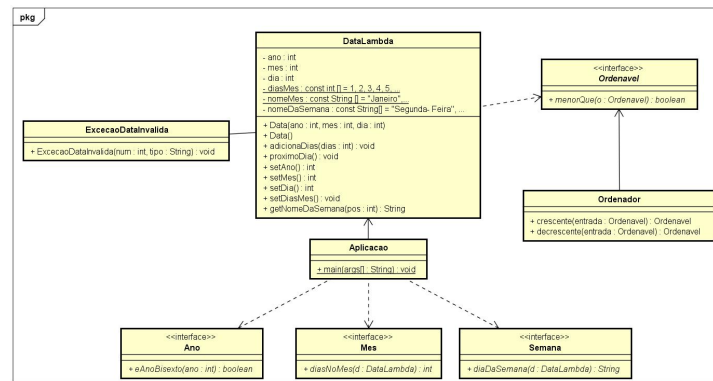 pkg
DataLambda
- ano : int
- mes : int
- dia : int
- diasMes : const int [] = 1, 2, 3, 4, 5, ...
- nomeMes : const String [] = "Janeiro", ...
- nomeDaSemana : const String[] = "Segunda- Feira", ...
+ Data(ano : int, mes : int, dia : int)
+ Data()
+ adicionaDias(dias : int) : void
+ proximoDia() : void
+ setAno() : int
+ setMes() : int
+ setDia() : int
+ setDiasMes() : void
+ getNomeDaSemana(pos : int) : String
<<interface>>
Ordenavel
+ menorQue(o : Ordenavel) : boolean
ExcecaoDataInvalida
+ ExcecaoDataInvalida(num : int, tipo : String) : void
Ordenador
+ crescente(entrada : Ordenavel) : Ordenavel
+ decrescente(entrada : Ordenavel) : Ordenavel
Aplicacao
+ main(args[] : String) : void
<<interface>>
Ano
+ eAnoBisexto(ano : int) : boolean
<<interface>>
Mes
+ diasNoMes(d : DataLambda) : int
<<interface>>
Semana
+ diaDaSemana(d : DataLambda) : String